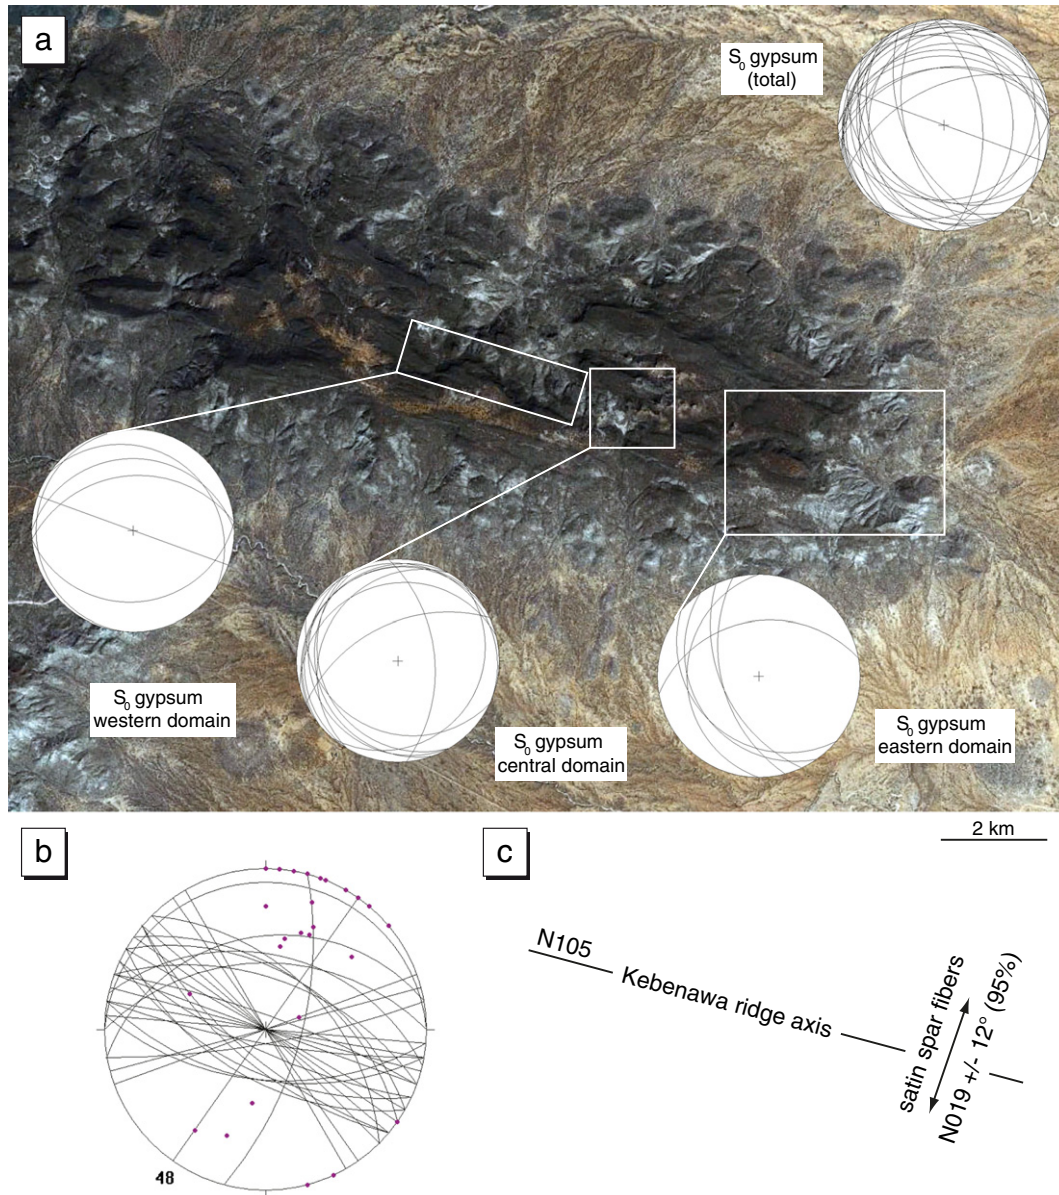 a
S₀ gypsum
(total)
S₀ gypsum
western domain
S₀ gypsum
central domain
S₀ gypsum
eastern domain
2 km
b
48
c
N105
Kebenawa ridge axis
satin spar fibers
N019 +/- 12° (95%)